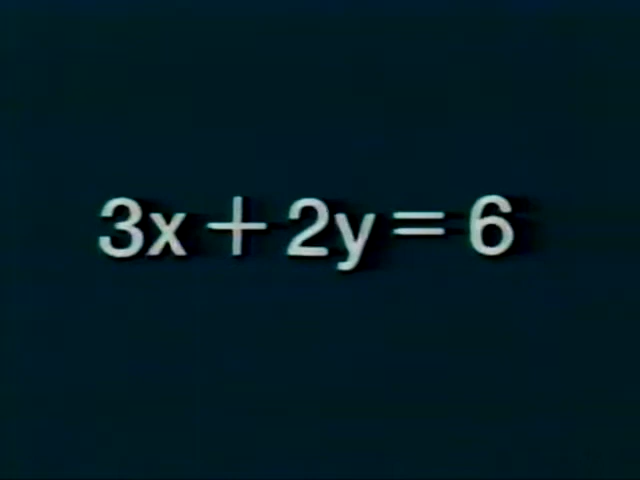 3x + 2y = 6